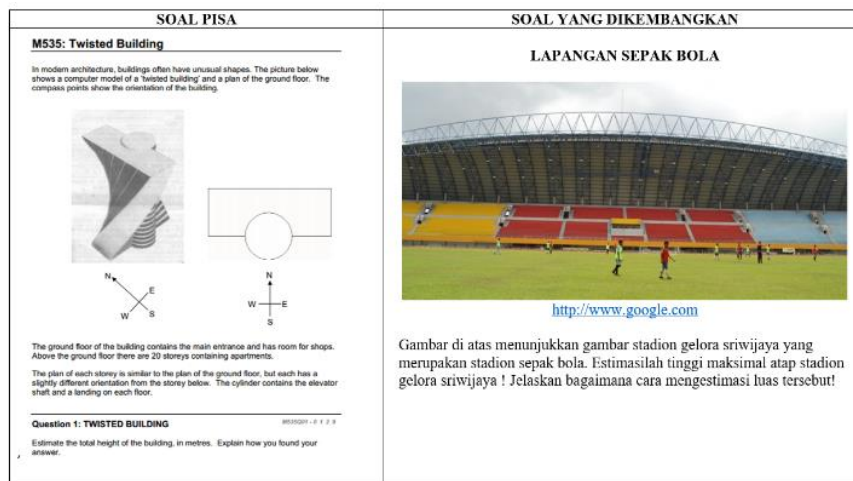 SOAL PISA
M535: Twisted Building
In modern architecture, buildings often have unusual shapes. The picture below
shows a computer model of a 'twisted building' and a plan of the ground floor. The
compass points show the orientation of the building.
N
E
W
S
N
W
E
S
The ground floor of the building contains the main entrance and has room for shops.
Above the ground floor there are 20 storeys containing apartments.
The plan of each storey is similar to the plan of the ground floor, but each has a
slightly different orientation from the storey below. The cylinder contains the elevator
shaft and a landing on each floor.
Question 1: TWISTED BUILDING
M535Q01 - 0 1 2 9
Estimate the total height of the building, in metres. Explain how you found your
answer.
SOAL YANG DIKEMBANGKAN
LAPANGAN SEPAK BOLA
http://www.google.com
Gambar di atas menunjukkan gambar stadion gelora sriwijaya yang
merupakan stadion sepak bola. Estimasilah tinggi maksimal atap stadion
gelora sriwijaya ! Jelaskan bagaimana cara mengestimasi luas tersebut!